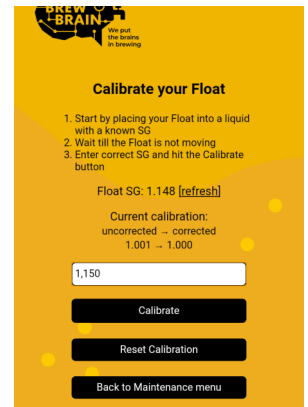 BREW
BRAIN
We put
the brains
in brewing
Calibrate your Float
1. Start by placing your Float into a liquid
with a known SG
2. Wait till the Float is not moving
3. Enter correct SG and hit the Calibrate
button
Float SG: 1.148 [refresh]
Current calibration:
uncorrected → corrected
1.001 → 1.000
1,150
Calibrate
Reset Calibration
Back to Maintenance menu